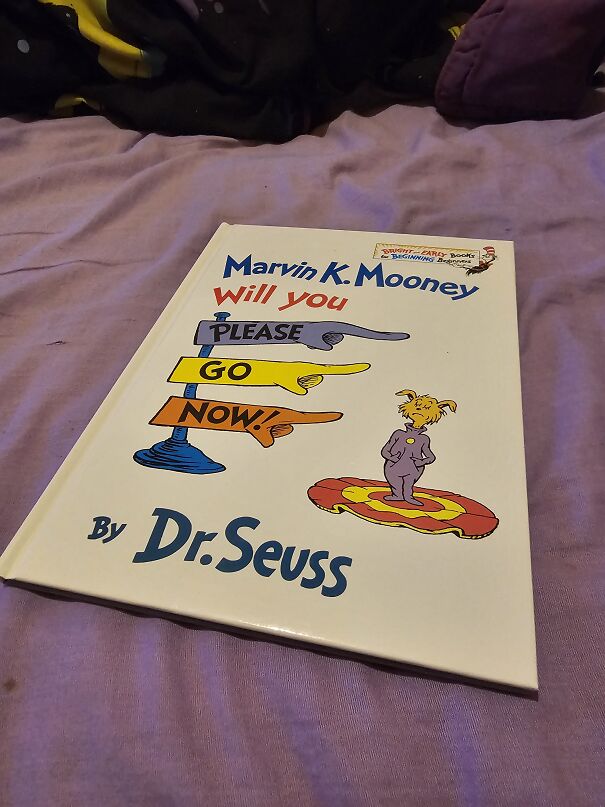 BRIGHT and EARLY BOOKS
for BEGINNING Beginners
Marvin K. Mooney
Will you
PLEASE
GO
NOW!
By Dr. Seuss